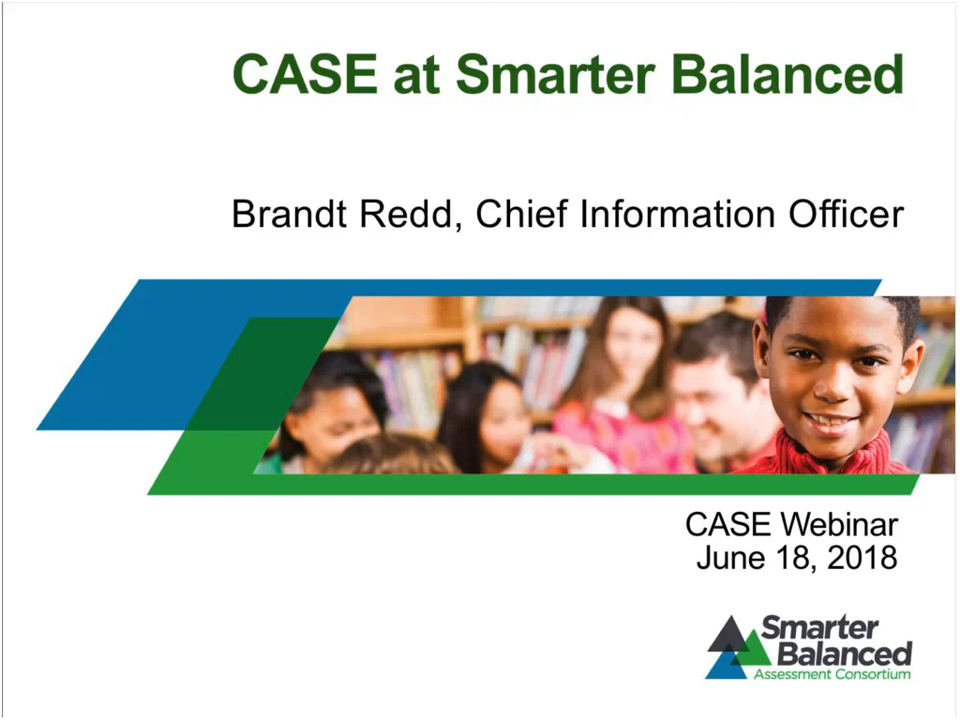 CASE at Smarter Balanced
Brandt Redd, Chief Information Officer
CASE Webinar
June 18, 2018
Smarter
Balanced
Assessment Consortium